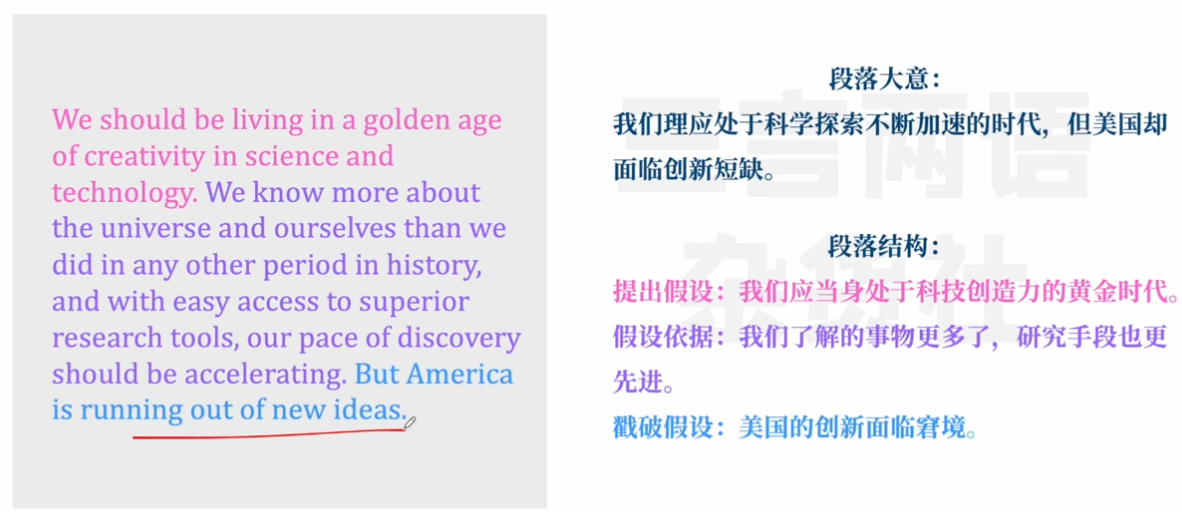 We should be living in a golden age
of creativity in science and
technology. We know more about
the universe and ourselves than we
did in any other period in history,
and with easy access to superior
research tools, our pace of discovery
should be accelerating. But America
is running out of new ideas.
三言两语
杂货社
段落大意：
我们理应处于科学探索不断加速的时代，但美国却
面临创新短缺。
段落结构：
提出假设：我们应当身处于科技创造力的黄金时代。
假设依据：我们了解的事物更多了，研究手段也更
先进。
戳破假设：美国的创新面临窘境。